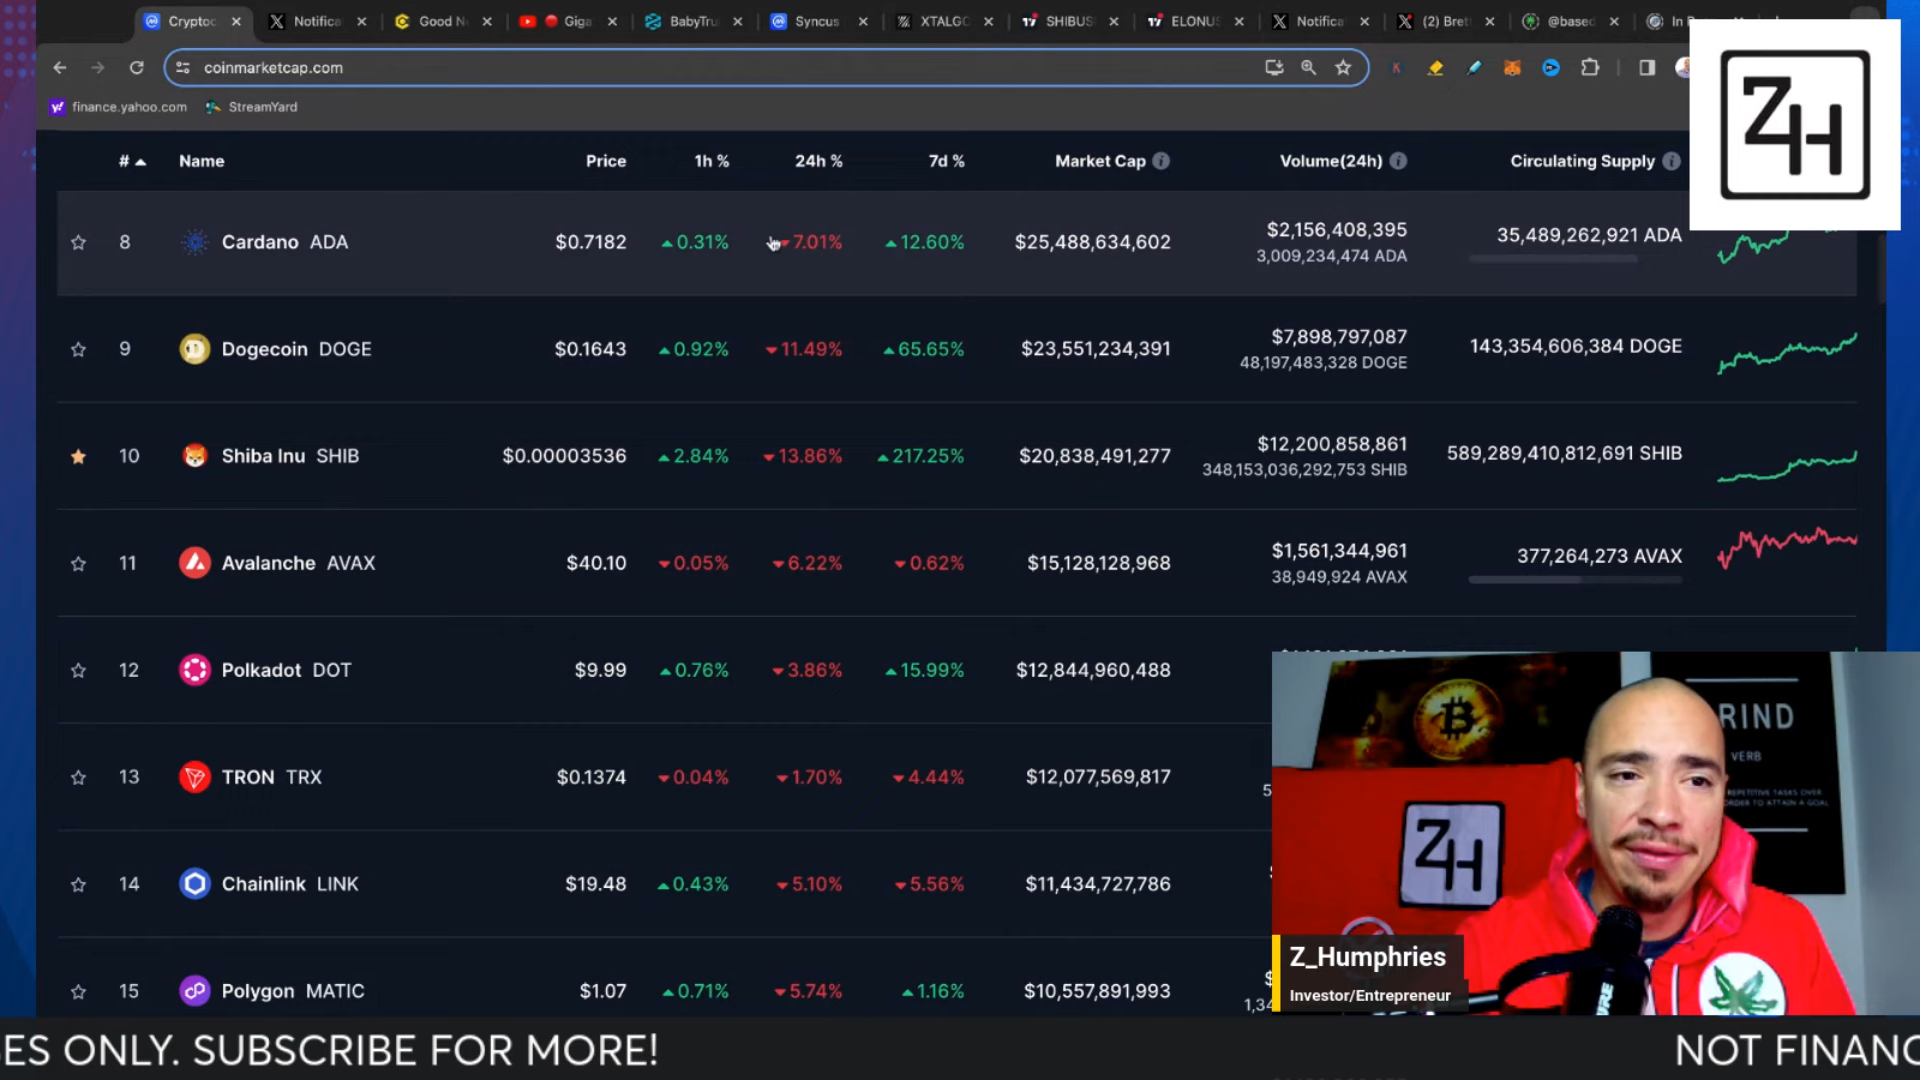 Cryptoc
Notifica
Good N
Giga
BabyTru
Syncus
XTALGO
SHIBUS
ELONUS
Notifica
(2) Bret
@based
coinmarketcap.com
finance.yahoo.com
StreamYard
ZH
# Name Price 1h % 24h % 7d % Market Cap Volume(24h) Circulating Supply
8 Cardano ADA $0.7182 0.31% 7.01% 12.60% $25,488,634,602 $2,156,408,395 35,489,262,921 ADA
3,009,234,474 ADA
9 Dogecoin DOGE $0.1643 0.92% 11.49% 65.65% $23,551,234,391 $7,898,797,087 143,354,606,384 DOGE
48,197,483,328 DOGE
10 Shiba Inu SHIB $0.00003536 2.84% 13.86% 217.25% $20,838,491,277 $12,200,858,861 589,289,410,812,691 SHIB
348,153,036,292,753 SHIB
11 Avalanche AVAX $40.10 0.05% 6.22% 0.62% $15,128,128,968 $1,561,344,961 377,264,273 AVAX
38,949,924 AVAX
12 Polkadot DOT $9.99 0.76% 3.86% 15.99% $12,844,960,488
13 TRON TRX $0.1374 0.04% 1.70% 4.44% $12,077,569,817
14 Chainlink LINK $19.48 0.43% 5.10% 5.56% $11,434,727,786
15 Polygon MATIC $1.07 0.71% 5.74% 1.16% $10,557,891,993
RIND
VERB
REPETITIVE TASKS OVER
ORDER TO ATTAIN A GOAL
ZH
Z_Humphries
Investor/Entrepreneur
ES ONLY. SUBSCRIBE FOR MORE!
NOT FINANC